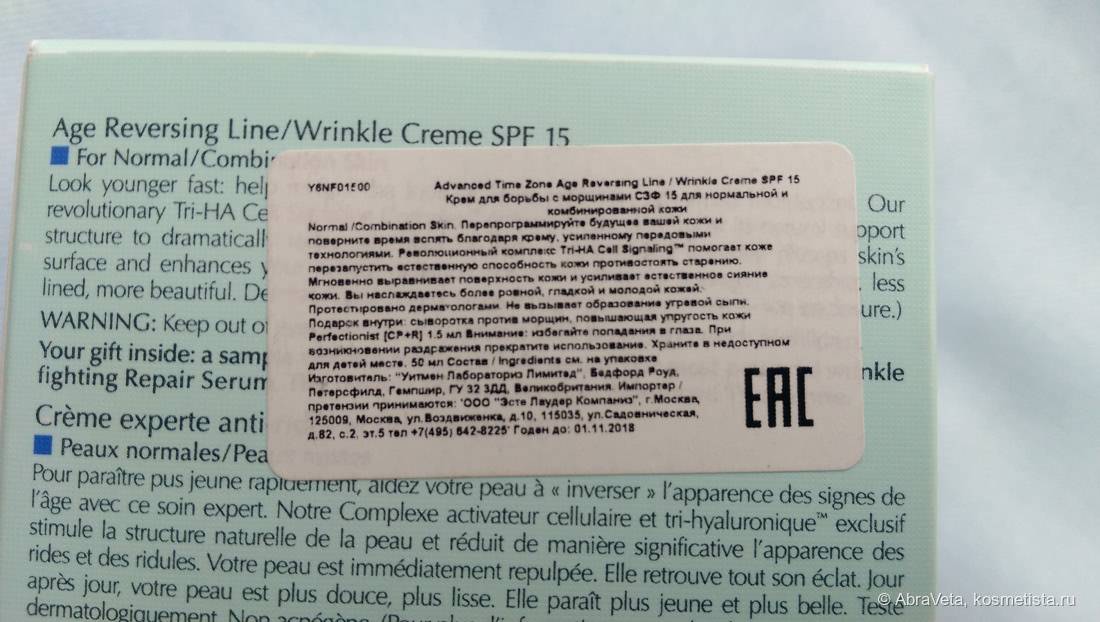 Age Reversing Line/Wrinkle Creme SPF 15
For Normal/Combin
Look younger fast: help
revolutionary Tri-HA Ce
structure to dramatically
surface and enhances y
lined, more beautiful. De
WARNING: Keep out o
Your gift inside: a samp
fighting Repair Serum
Our
pport
skin's
less
ure.)
nkle
Y6NF01500 Advanced Time Zone Age Reversing Line / Wrinkle Creme SPF 15
Крем для борьбы с морщинами СЗФ 15 для нормальной и
комбинированной кожи
Normal /Combination Skin. Перепрограммируйте будущее вашей кожи и
поверните время вспять благодаря крему, усиленному передовыми
технологиями. Революционный комплекс Tri-HA Cell Signaling™ помогает коже
перезапустить естественную способность кожи противостоять старению.
Мгновенно выравнивает поверхность кожи и усиливает естественное сияние
кожи. Вы наслаждаетесь более ровной, гладкой и молодой кожей.
Протестировано дерматологами. Не вызывает образование угревой сыпи.
Подарок внутри: сыворотка против морщин, повышающая упругость кожи
Perfectionist [CP+R] 1.5 мл Внимание: избегайте попадания в глаза. При
возникновении раздражения прекратите использование. Храните в недоступном
для детей месте. 50 мл Состав / Ingredients см. на упаковке
Изготовитель: "Уитмен Лабораториз Лимитед", Бедфорд Роуд,
Петерсфилд, Гемпшир, ГУ 32 3ДД, Великобритания. Импортер /
претензии принимаются: 'ООО "Эсте Лаудер Компаниз", г.Москва,
125009, Москва, ул.Воздвиженка, д.10, 115035, ул.Садовническая,
д.82, с.2. эт.5 тел +7(495) 642-8225' Годен до: 01.11.2018
EAC
Crème experte anti
Peaux normales/Pea
Pour paraître pus jeune rapidement, aidez votre peau à « inverser » l'apparence des signes de
l'âge avec ce soin expert. Notre Complexe activateur cellulaire et tri-hyaluronique™ exclusif
stimule la structure naturelle de la peau et réduit de manière significative l'apparence des
rides et des ridules. Votre peau est immédiatement repulpée. Elle retrouve tout son éclat. Jour
après jour, votre peau est plus douce, plus lisse. Elle paraît plus jeune et plus belle. Testé
dermatologiquement. Non acnégène.
© AbraVeta, kosmetista.ru